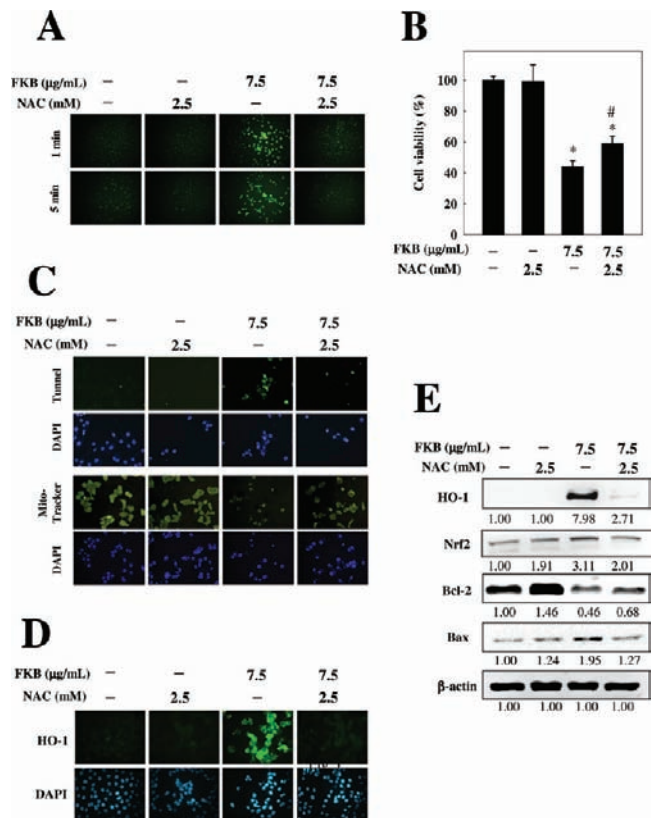 A
FKB (µg/mL) – – 7.5 7.5
NAC (mM) – 2.5 – 2.5
1 min
5 min
B
Cell viability (%)
100
80
60
40
20
0
*
#
*
FKB (µg/mL) – – 7.5 7.5
NAC (mM) – 2.5 – 2.5
C
FKB (µg/mL) – – 7.5 7.5
NAC (mM) – 2.5 – 2.5
Tunnel
DAPI
Mito-
Tracker
DAPI
D
FKB (µg/mL) – – 7.5 7.5
NAC (mM) – 2.5 – 2.5
HO-1
DAPI
E
FKB (µg/mL) – – 7.5 7.5
NAC (mM) – 2.5 – 2.5
HO-1
1.00 1.00 7.98 2.71
Nrf2
1.00 1.91 3.11 2.01
Bcl-2
1.00 1.46 0.46 0.68
Bax
1.00 1.24 1.95 1.27
β-actin
1.00 1.00 1.00 1.00